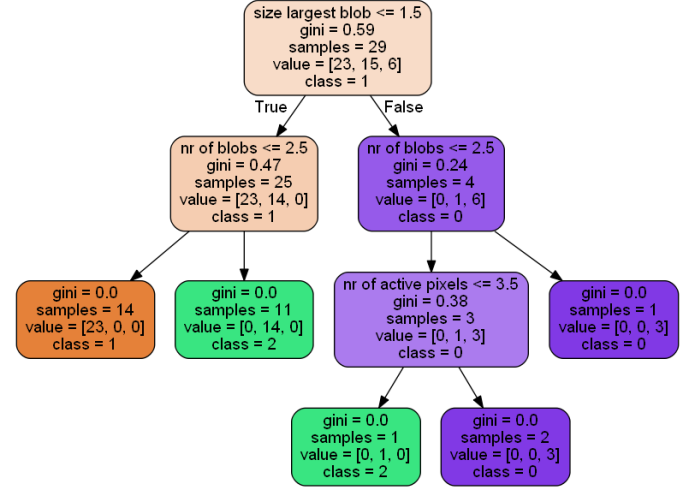 size largest blob <= 1.5
gini = 0.59
samples = 29
value = [23, 15, 6]
class = 1
True
False
nr of blobs <= 2.5
gini = 0.47
samples = 25
value = [23, 14, 0]
class = 1
nr of blobs <= 2.5
gini = 0.24
samples = 4
value = [0, 1, 6]
class = 0
gini = 0.0
samples = 14
value = [23, 0, 0]
class = 1
gini = 0.0
samples = 11
value = [0, 14, 0]
class = 2
nr of active pixels <= 3.5
gini = 0.38
samples = 3
value = [0, 1, 3]
class = 0
gini = 0.0
samples = 1
value = [0, 0, 3]
class = 0
gini = 0.0
samples = 1
value = [0, 1, 0]
class = 2
gini = 0.0
samples = 2
value = [0, 0, 3]
class = 0